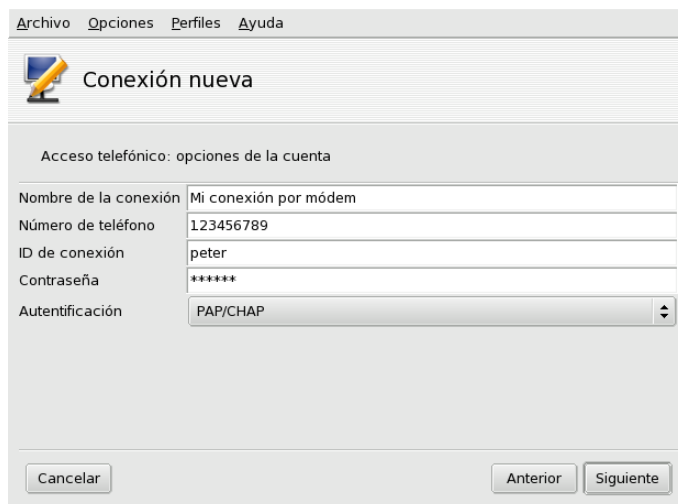 Archivo Opciones Perfiles Ayuda
Conexión nueva
Acceso telefónico: opciones de la cuenta
Nombre de la conexión Mi conexión por módem
Número de teléfono 123456789
ID de conexión peter
Contraseña ******
Autentificación PAP/CHAP
Cancelar Anterior Siguiente